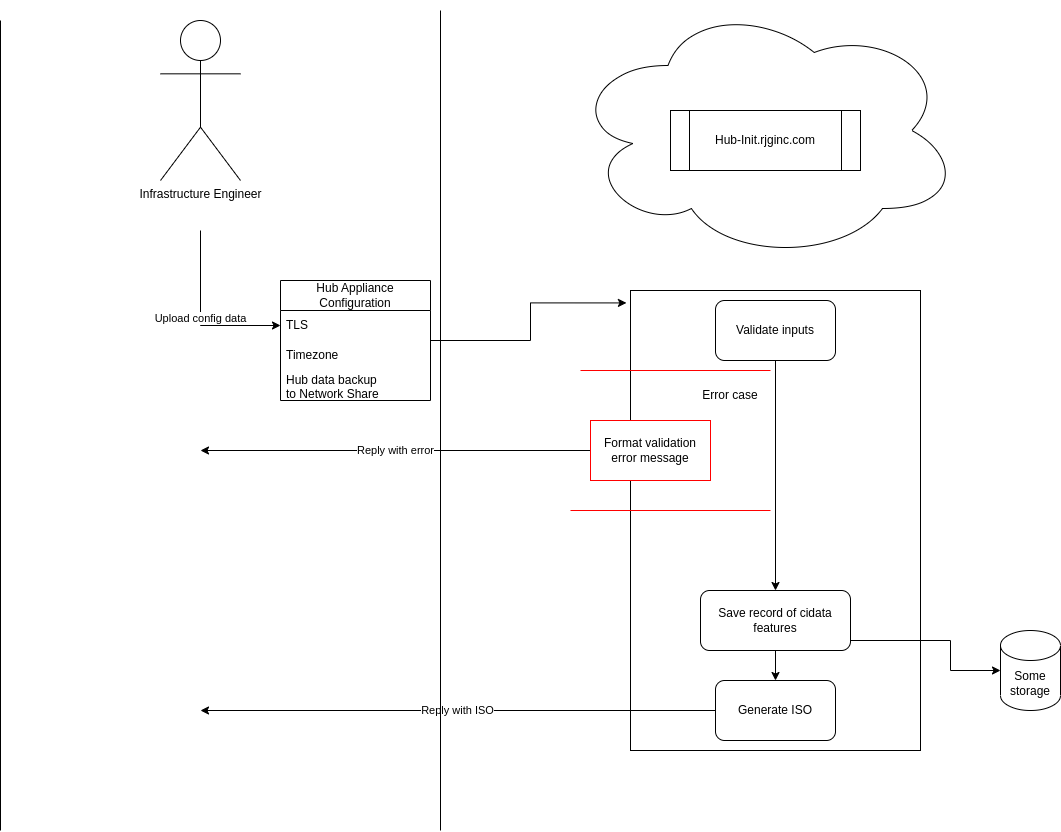 Infrastructure Engineer
Hub-Init.rjginc.com
Hub Appliance
Configuration
Upload config data
TLS
Timezone
Hub data backup
to Network Share
Validate inputs
Error case
Format validation
error message
Reply with error
Save record of cidata
features
Some
storage
Generate ISO
Reply with ISO